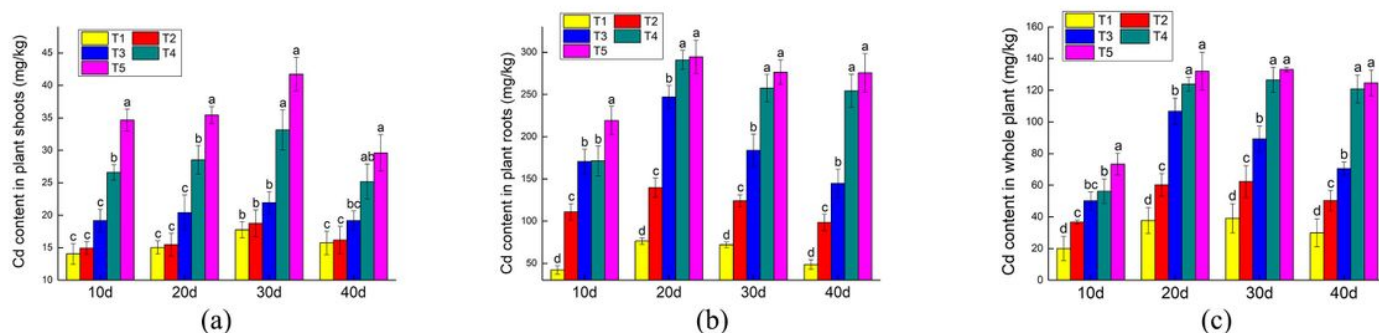 Cd content in plant shoots (mg/kg)
45
40
35
30
25
20
15
10
T1 T2
T3 T4
T5
c c b b a
c c c b a
b b b a a
c c bc ab a
10d 20d 30d 40d
(a)
Cd content in plant roots (mg/kg)
300
250
200
150
100
50
T1 T2
T3 T4
T5
d c b b a
d c b a a
d c b a a
d c b a a
10d 20d 30d 40d
(b)
Cd content in whole plant (mg/kg)
160
140
120
100
80
60
40
20
0
T1 T2
T3 T4
T5
d c bc b a
d c b a a
d c b a a
d c b a a
10d 20d 30d 40d
(c)